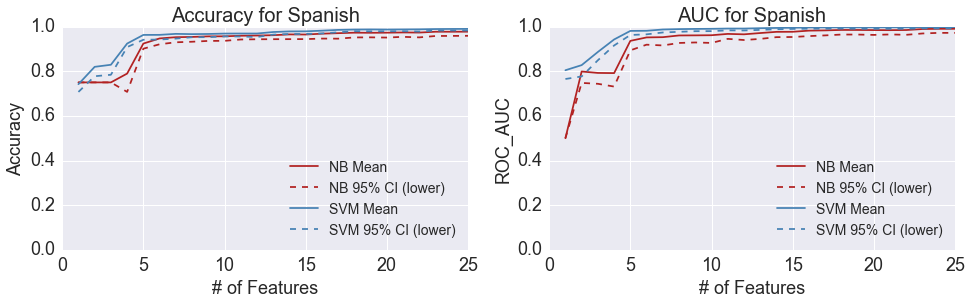 Accuracy for Spanish
1.0
0.8
0.6
0.4
0.2
0.0
Accuracy
NB Mean
NB 95% CI (lower)
SVM Mean
SVM 95% CI (lower)
0 5 10 15 20 25
# of Features
AUC for Spanish
1.0
0.8
0.6
0.4
0.2
0.0
ROC_AUC
NB Mean
NB 95% CI (lower)
SVM Mean
SVM 95% CI (lower)
0 5 10 15 20 25
# of Features